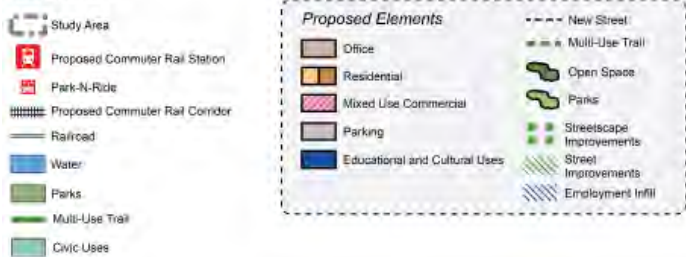 Study Area
Proposed Commuter Rail Station
Park-N-Ride
Proposed Commuter Rail Corridor
Railroad
Water
Parks
Multi-Use Trail
Civic Uses
Proposed Elements
Office
Residential
Mixed Use Commercial
Parking
Educational and Cultural Uses
New Street
Multi-Use Trail
Open Space
Parks
Streetscape
Improvements
Street
Improvements
Employment Infill